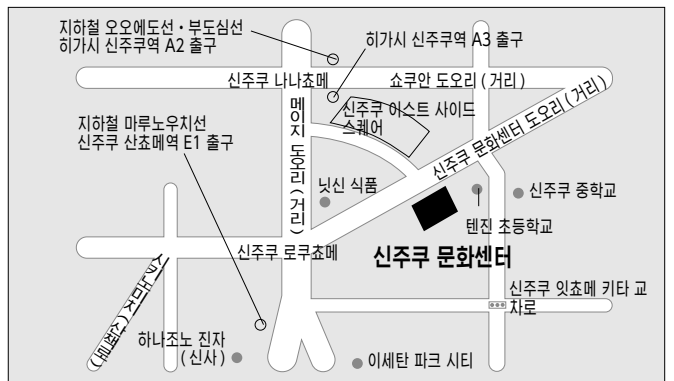 지하철 오오에도선・부도심선
히가시 신주쿠역 A2 출구
히가시 신주쿠역 A3 출구
신주쿠 나나쵸메
쇼쿠안 도오리 ( 거리 )
신주쿠 이스트 사이드
스퀘어
지하철 마루노우치선
신주쿠 산쵸메역 E1 출구
메이지 도오리 ( 거리 )
신주쿠 문화센터 도오리 ( 거리 )
닛신 식품
신주쿠 중학교
텐진 초등학교
신주쿠 로쿠쵸메
신주쿠 문화센터
신주쿠 잇쵸메 키타 교
차로
하나조노 진자
( 신사 )
이세탄 파크 시티